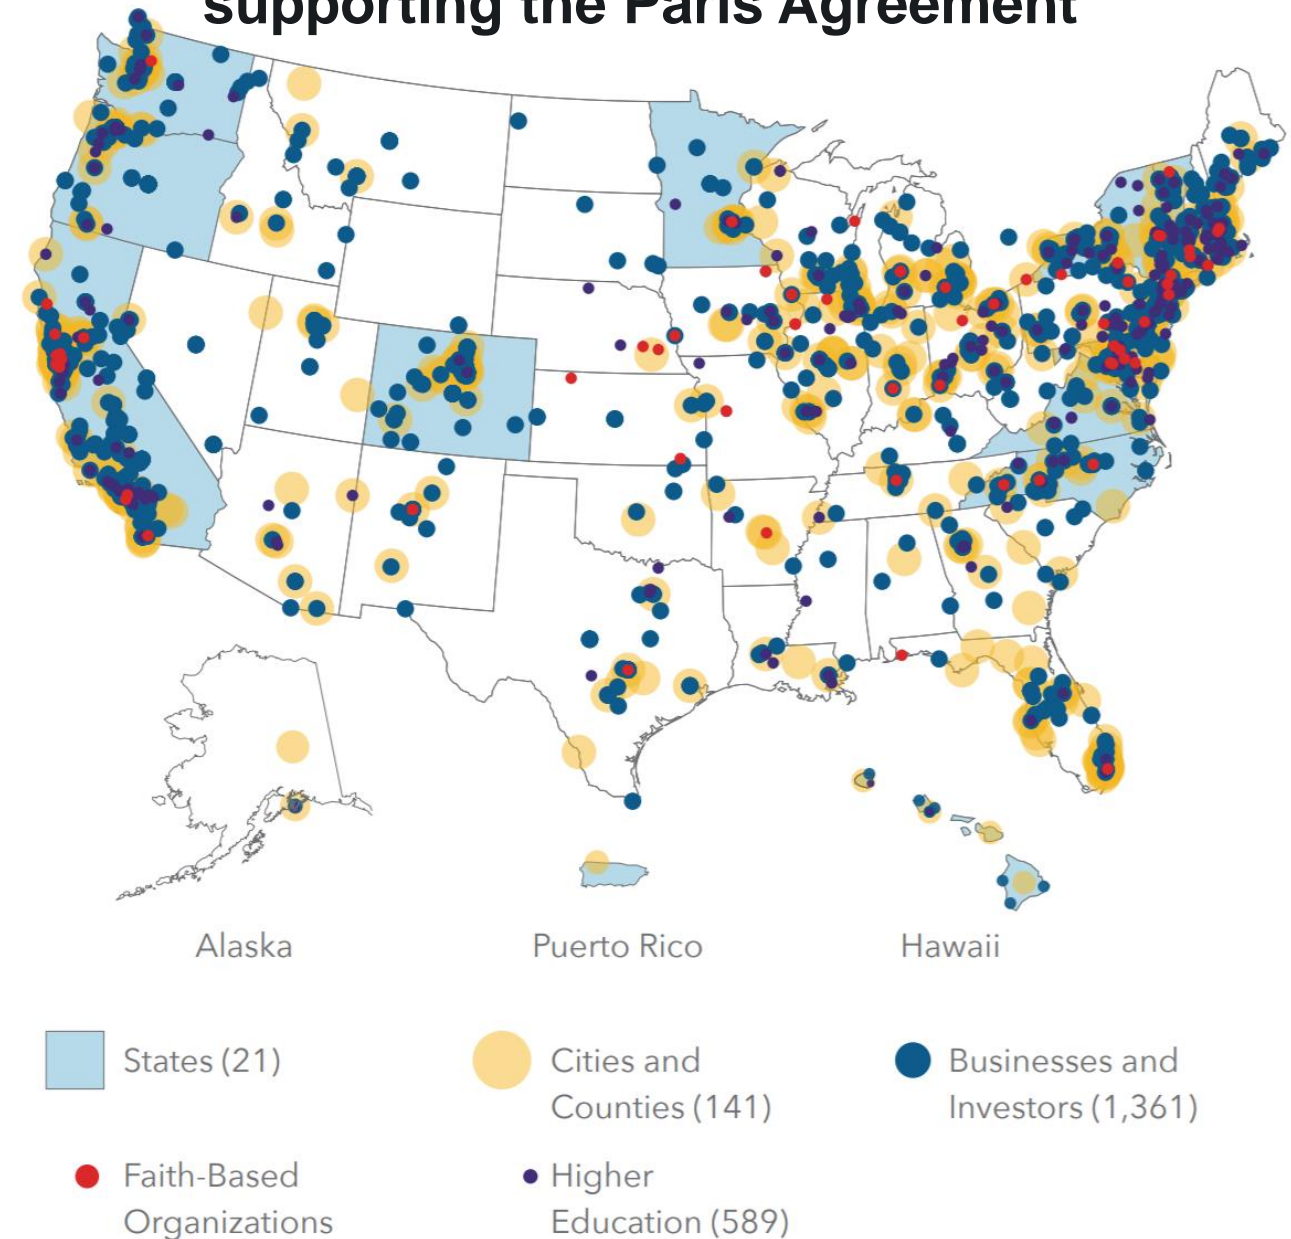 supporting the Paris Agreement
Alaska
Puerto Rico
Hawaii
States (21)
Cities and
Counties (141)
Businesses and
Investors (1,361)
Faith-Based
Organizations
Higher
Education (589)